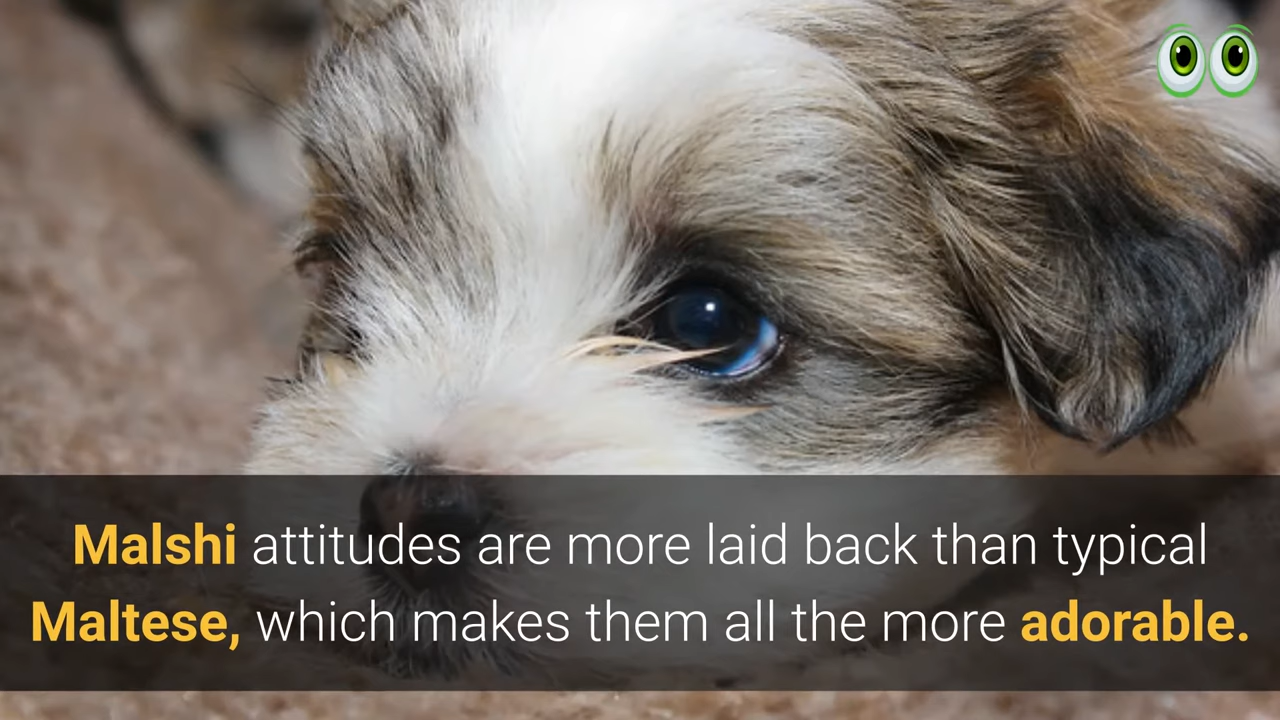 Malshi attitudes are more laid back than typical
Maltese, which makes them all the more adorable.